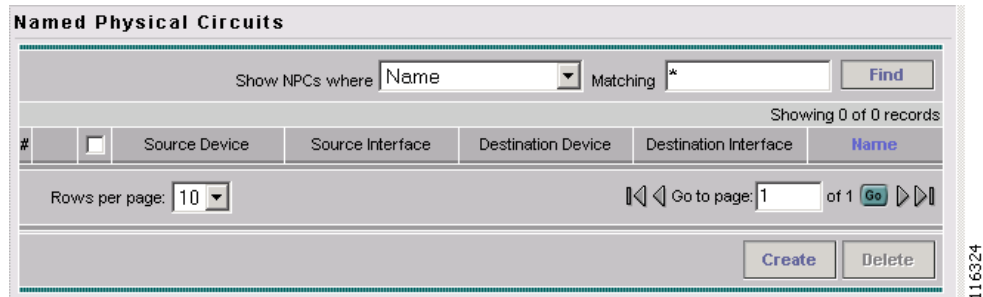 Named Physical Circuits
Show NPCs where Name Matching * Find
Showing 0 of 0 records
# Source Device Source Interface Destination Device Destination Interface Name
Rows per page: 10 Go to page: 1 of 1 Go
Create Delete
116324